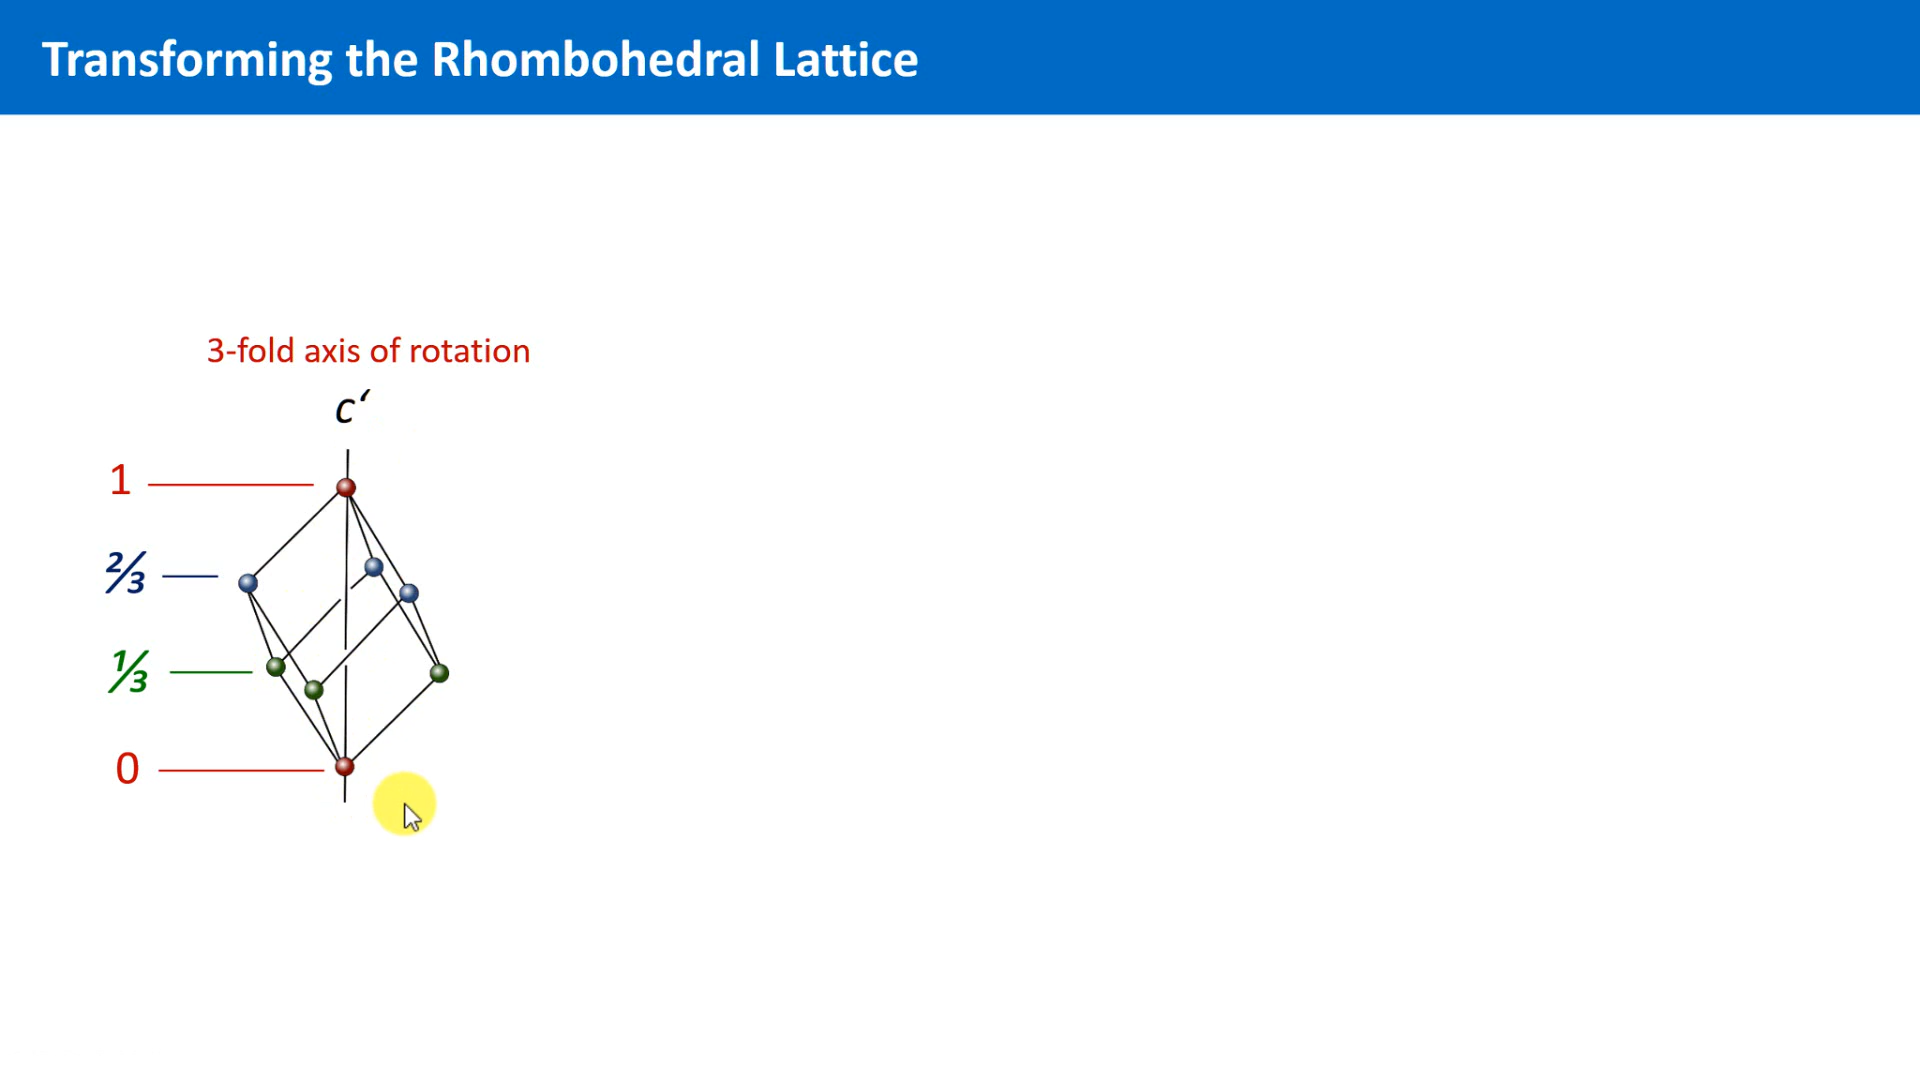 Transforming the Rhombohedral Lattice
3-fold axis of rotation
c‘
1
⅔
⅓
0